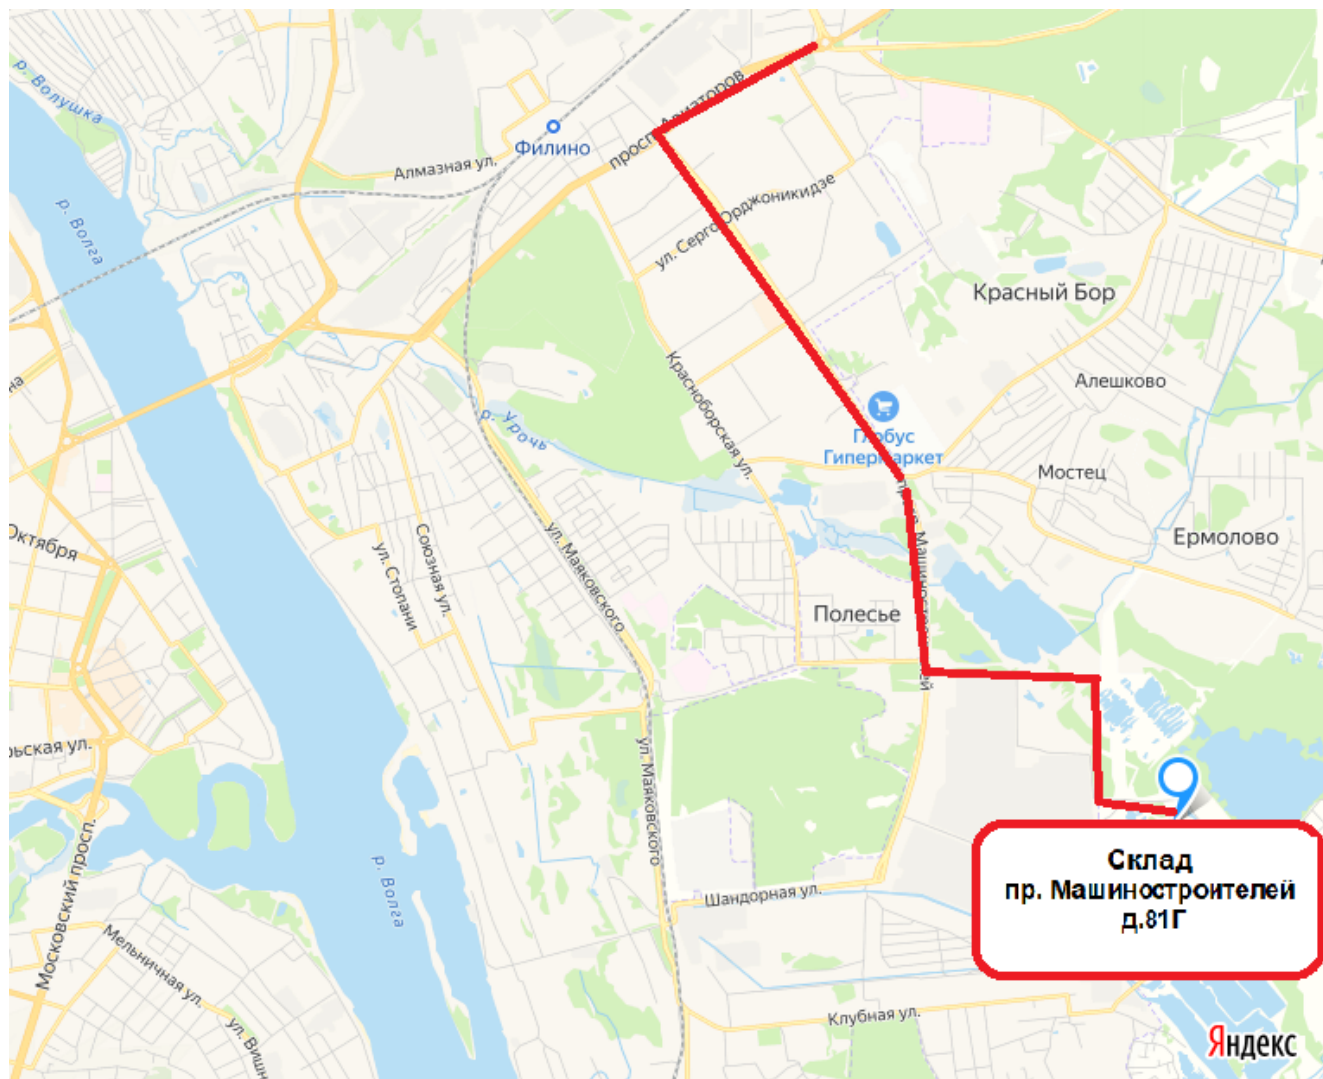 р. Волушка
просп. Авиаторов
Филино
Алмазная ул.
р. Волга
ул. Серго Орджоникидзе
Красный Бор
Красноборская ул.
Алешково
р. Урочь
Глобус
Гипермаркет
Мостец
Октября
ул. Маяковского
Союзная ул.
ул. Стопани
Ермолово
Полесье
ул. Маяковского
Московский просп.
р. Волга
Склад
пр. Машиностроителей
д.81Г
Шандорная ул.
Мельничная ул.
Клубная ул.
Яндекс